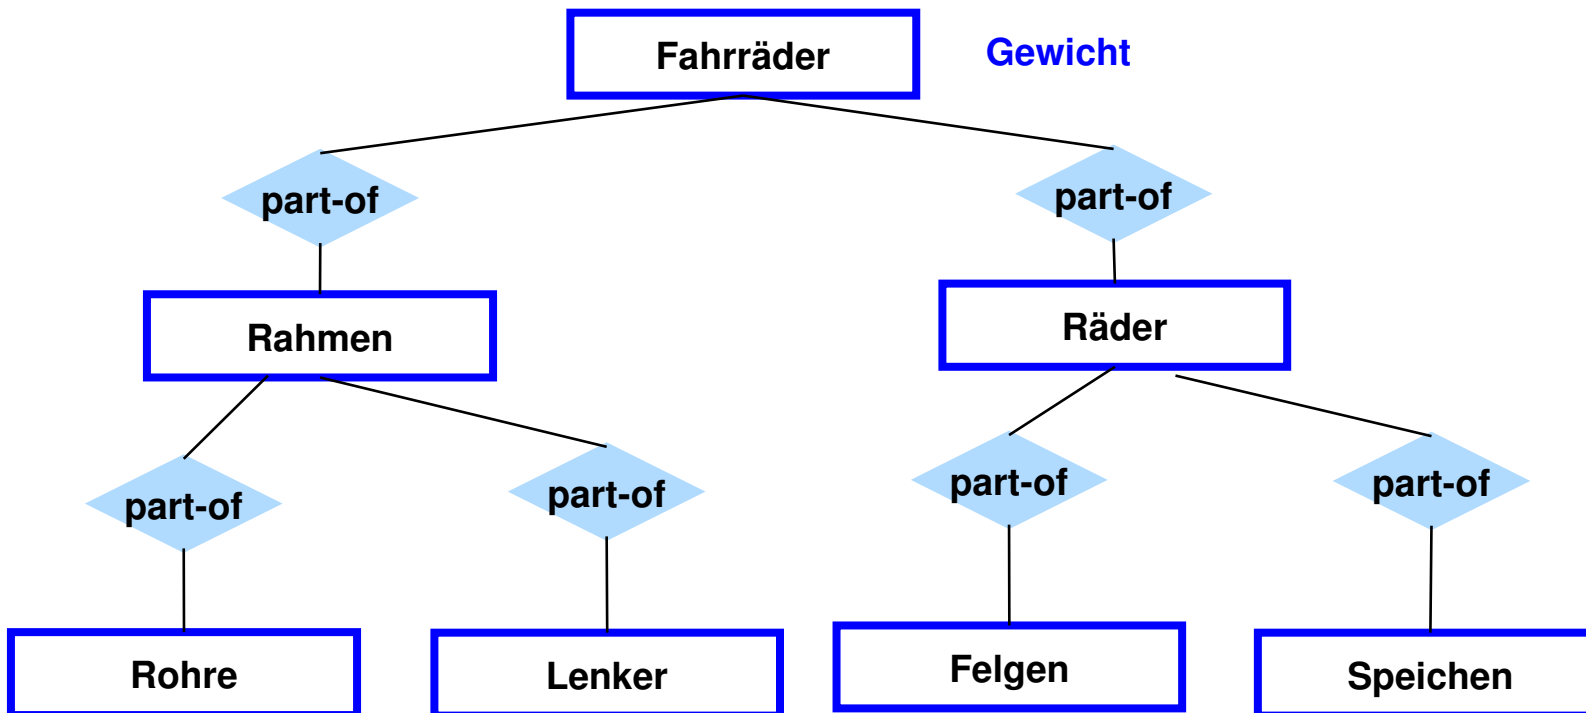 Fahrräder
Gewicht
part-of
part-of
Rahmen
Räder
part-of
part-of
part-of
part-of
Rohre
Lenker
Felgen
Speichen